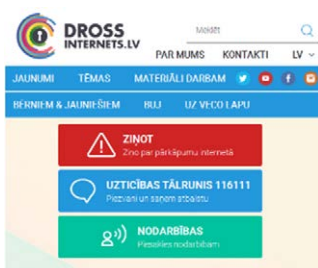 DROSS
INTERNETS.LV
Meklēt
PAR MUMS KONTAKTI LV
JAUNUMI TĒMAS MATERIĀLI DARBAM
BĒRNIEM & JAUNIEŠIEM BUJ UZ VECO LAPU
ZIŅOT
Ziņo par pārkāpumu internetā
UZTICĪBAS TĀLRUNIS 116111
Piezvani un saņem atbalstu
NODARBĪBAS
Piesakies nodarbībām